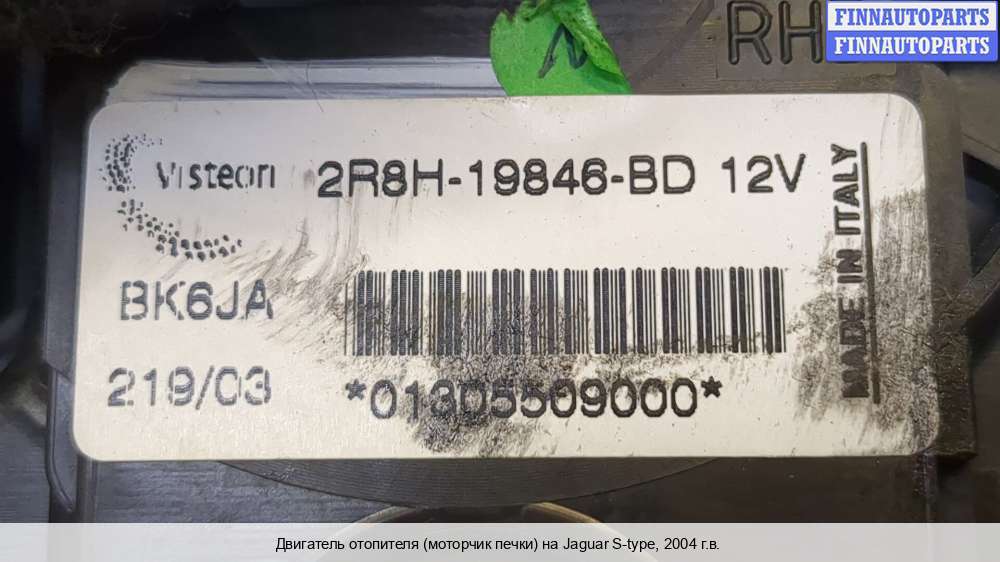 RH
FINNAUTOPARTS
FINNAUTOPARTS
Visteon 2R8H-19846-BD 12V
MADE IN ITALY
BK6JA
219/03
*01305509000*
Двигатель отопителя (моторчик печки) на Jaguar S-type, 2004 г.в.